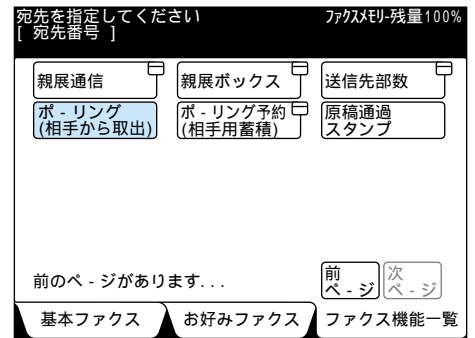 宛先を指定してください ファクスメモリ-残量100%
[ 宛先番号 ]
親展通信 親展ボックス 送信先部数
ポ - リング
(相手から取出)
ポ - リング予約
(相手用蓄積)
原稿通過
スタンプ
前のペ - ジがあります...
前
ペ - ジ
次
ペ - ジ
基本ファクス お好みファクス ファクス機能一覧